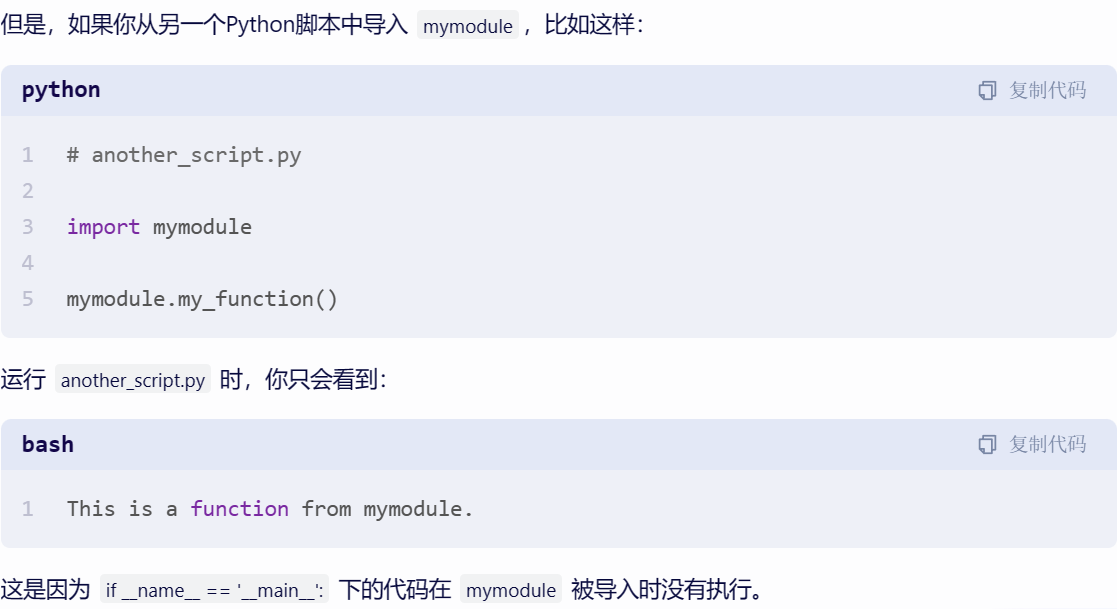 但是，如果你从另一个Python脚本中导入 mymodule ，比如这样：
python 复制代码
1 # another_script.py
2
3 import mymodule
4
5 mymodule.my_function()
运行 another_script.py 时，你只会看到：
bash 复制代码
1 This is a function from mymodule.
这是因为 if __name__ == '__main__': 下的代码在 mymodule 被导入时没有执行。